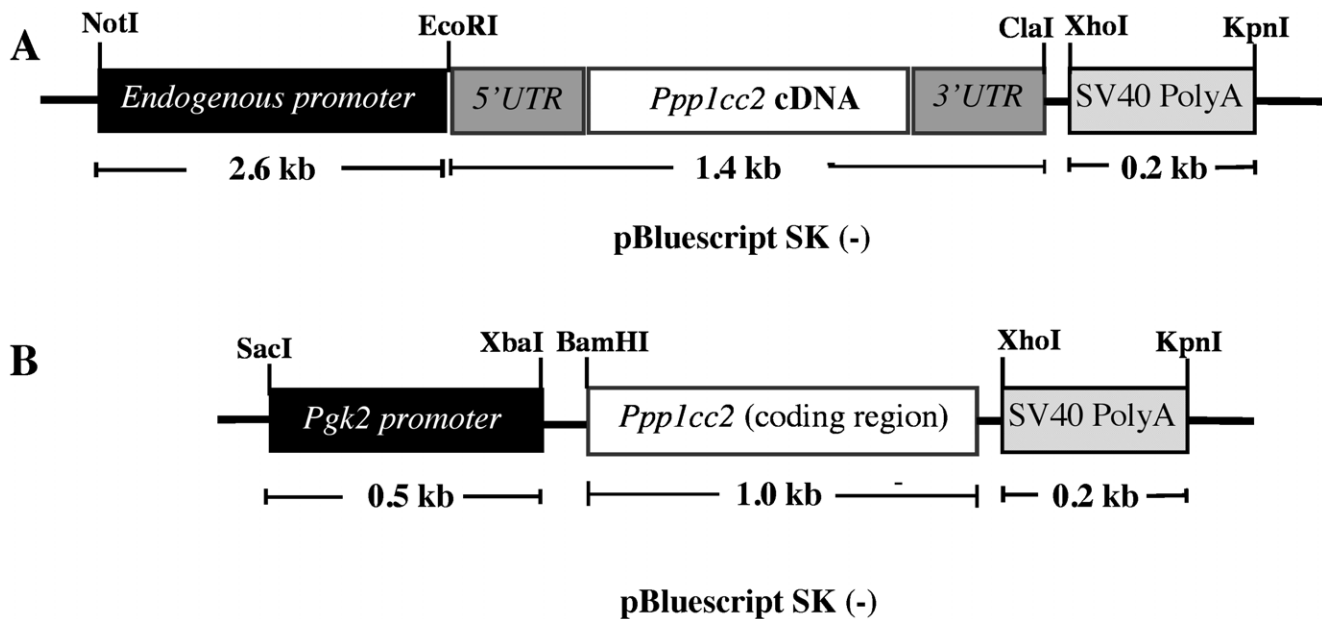 A
NotI EcoRI ClaI XhoI KpnI
Endogenous promoter 5'UTR Ppp1cc2 cDNA 3'UTR SV40 PolyA
2.6 kb 1.4 kb 0.2 kb
pBluescript SK (-)
B
SacI XbaI BamHI XhoI KpnI
Pgk2 promoter Ppp1cc2 (coding region) SV40 PolyA
0.5 kb 1.0 kb 0.2 kb
pBluescript SK (-)